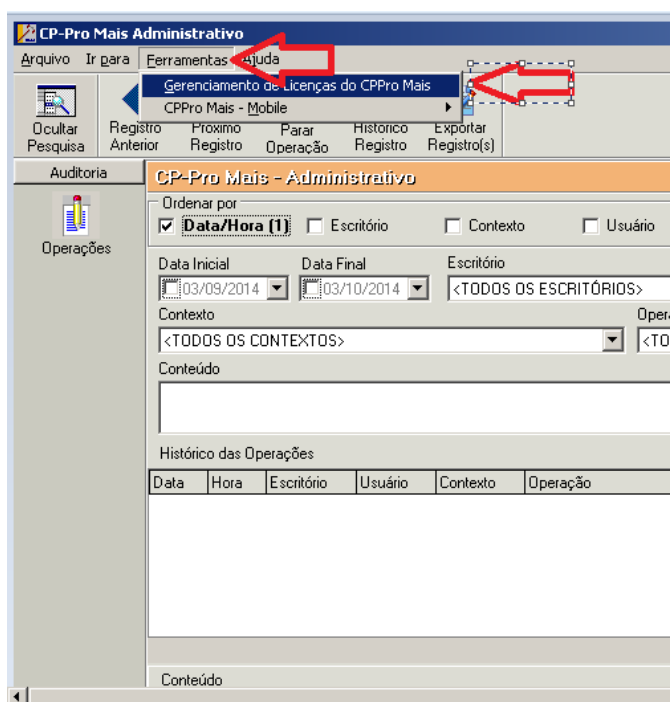 CP-Pro Mais Administrativo
Arquivo Ir para Ferramentas Ajuda
Gerenciamento de Licenças do CPPro Mais
CPPro Mais - Mobile
Ocultar Pesquisa
Registro Anterior
Próximo Registro
Parar Operação
Histórico Registro
Exportar Registro(s)
Auditoria
Operações
CP-Pro Mais - Administrativo
Ordenar por
Data/Hora (1) Escritório Contexto Usuário
Data Inicial Data Final Escritório
03/09/2014 03/10/2014 <TODOS OS ESCRITÓRIOS>
Contexto
<TODOS OS CONTEXTOS> <TO
Conteúdo
Histórico das Operações
Data Hora Escritório Usuário Contexto Operação
Conteúdo